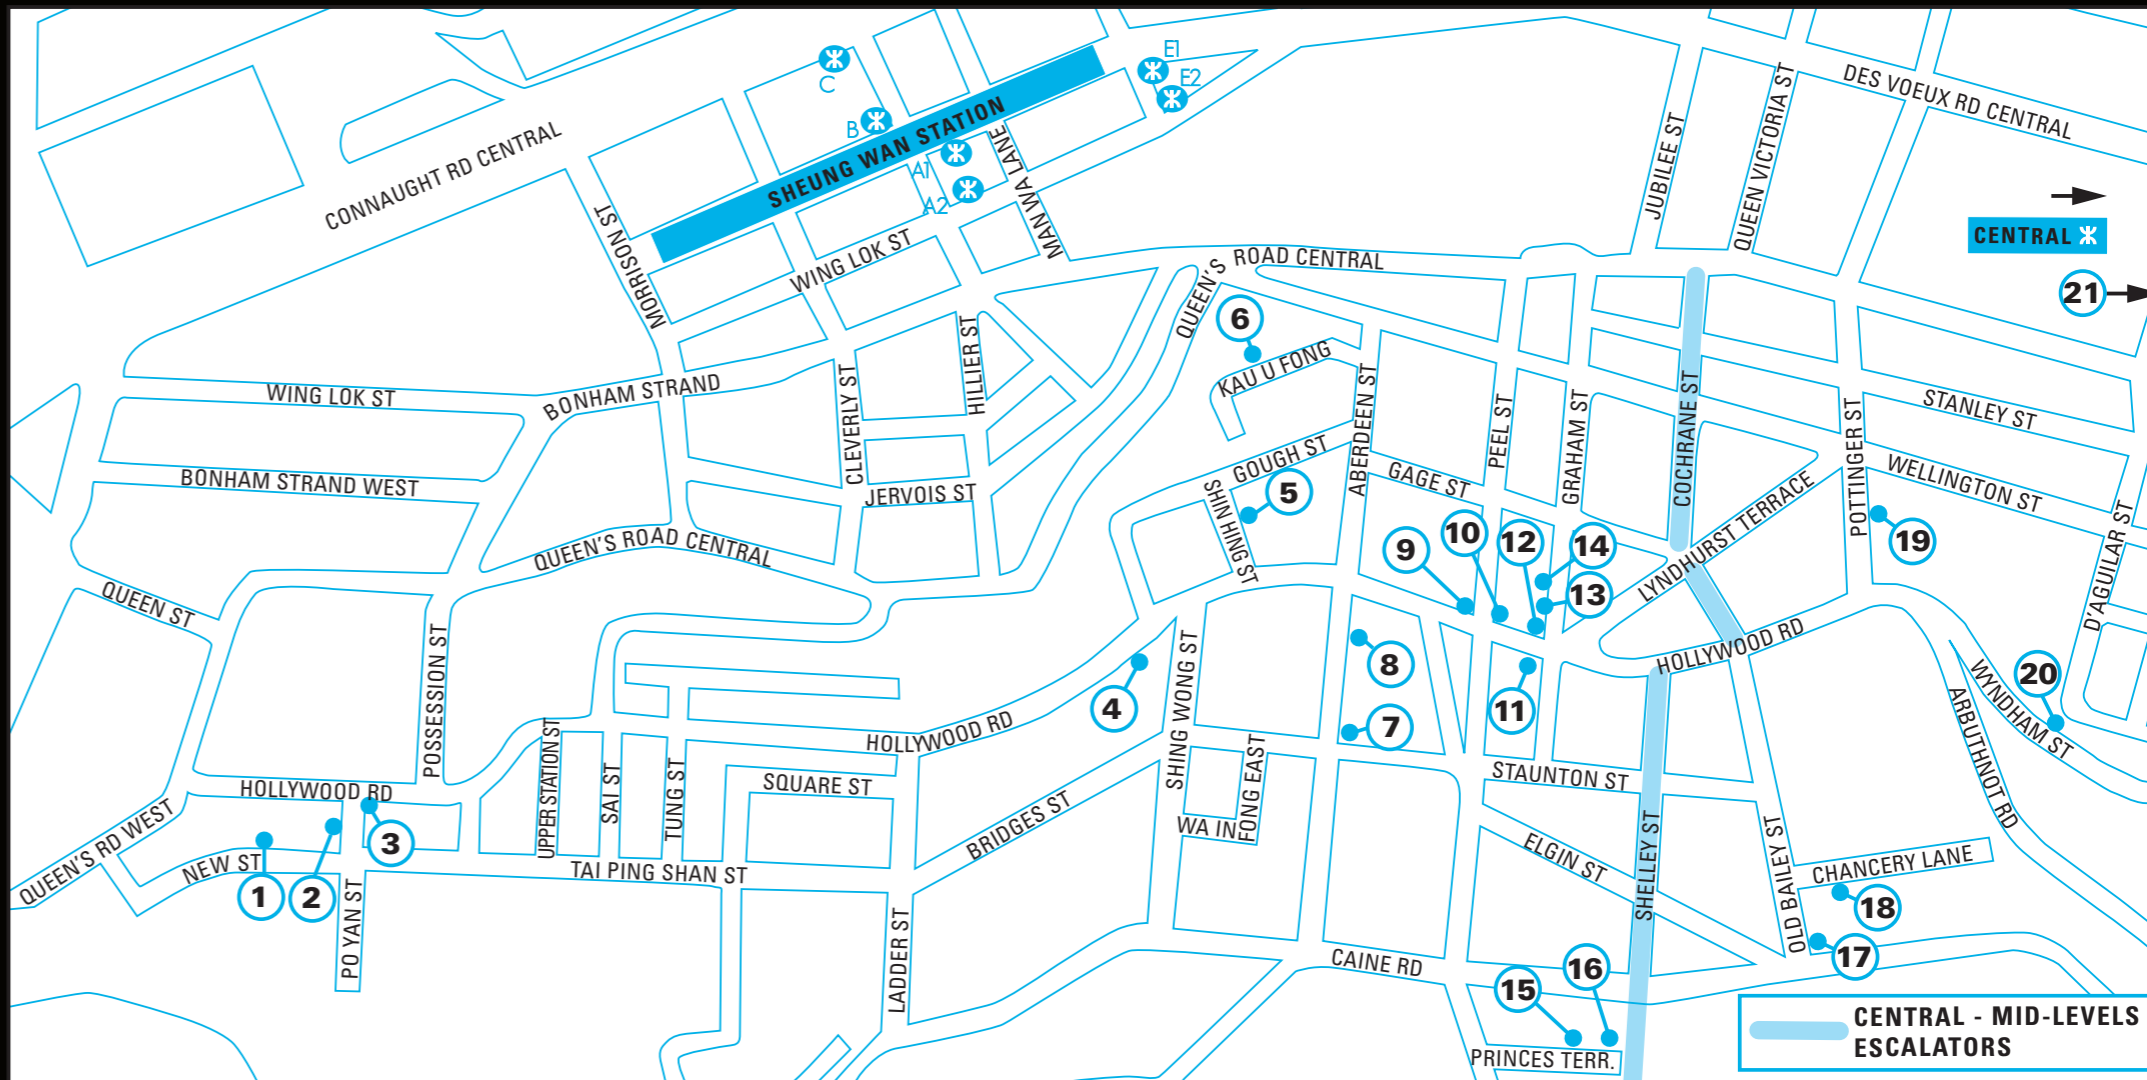 E1
C
E2
DES VOEUX RD CENTRAL
QUEEN VICTORIA ST
B
SHEUNG WAN STATION
CONNAUGHT RD CENTRAL
JUBILEE ST
MAN WA LANE
A1
A2
MORRISON ST
CENTRAL
WING LOK ST
QUEEN'S ROAD CENTRAL
21
6
HILLIER ST
KAU U FONG
WING LOK ST
BONHAM STRAND
CLEVERLY ST
ABERDEEN ST
PEEL ST
GRAHAM ST
COCHRANE ST
POTTINGER ST
STANLEY ST
GOUGH ST
BONHAM STRAND WEST
JERVOIS ST
SHIN HING ST
5
GAGE ST
WELLINGTON ST
LYNDHURST TERRACE
D'AGUILAR ST
QUEEN'S ROAD CENTRAL
9
10
12
14
13
19
QUEEN ST
POSSESSION ST
SHING WONG ST
HOLLYWOOD RD
8
4
11
20
WYNDHAM ST
ARBUTHNOT RD
7
HOLLYWOOD RD
UPPER STATION ST
SAI ST
TUNG ST
SQUARE ST
FONG EAST
WA IN
STAUNTON ST
HOLLYWOOD RD
QUEEN'S RD WEST
BRIDGES ST
3
NEW ST
TAI PING SHAN ST
ELGIN ST
SHELLEY ST
OLD BAILEY ST
CHANCERY LANE
1
2
18
PO YAN ST
LADDER ST
CAINE RD
17
15
16
PRINCES TERR.
CENTRAL - MID-LEVELS
ESCALATORS